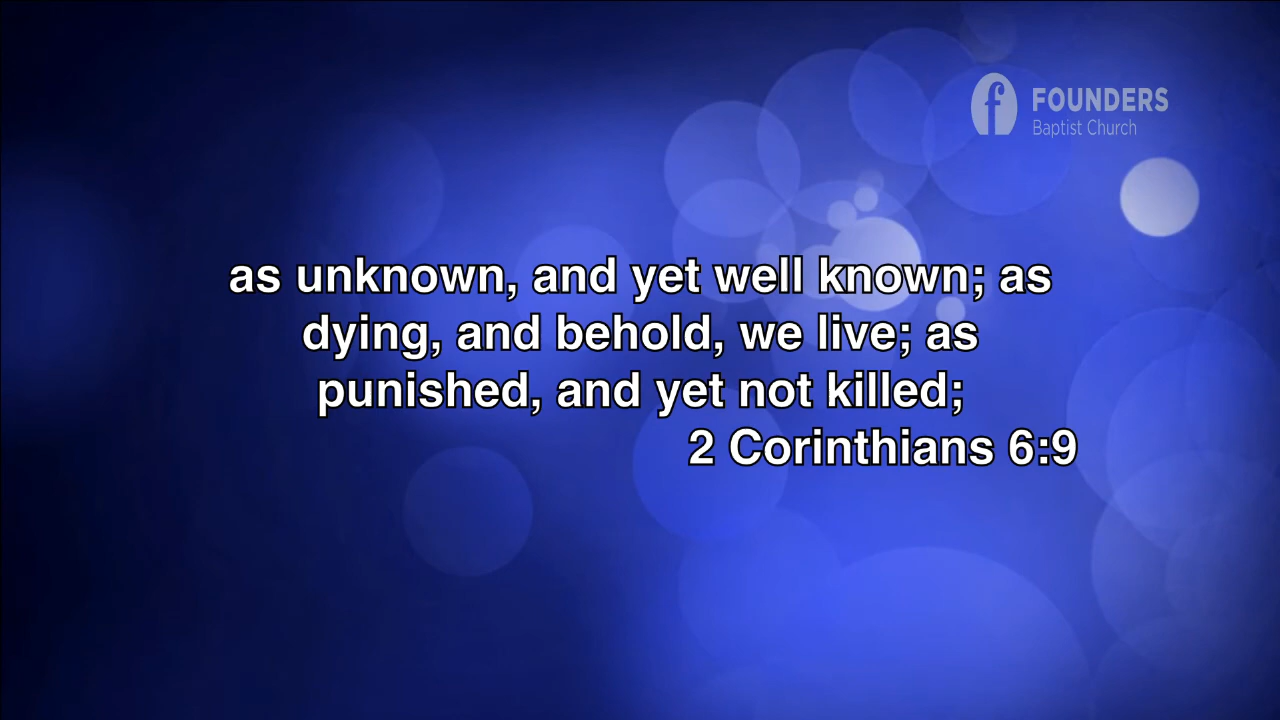 FOUNDERS
Baptist Church
as unknown, and yet well known; as
dying, and behold, we live; as
punished, and yet not killed;
2 Corinthians 6:9